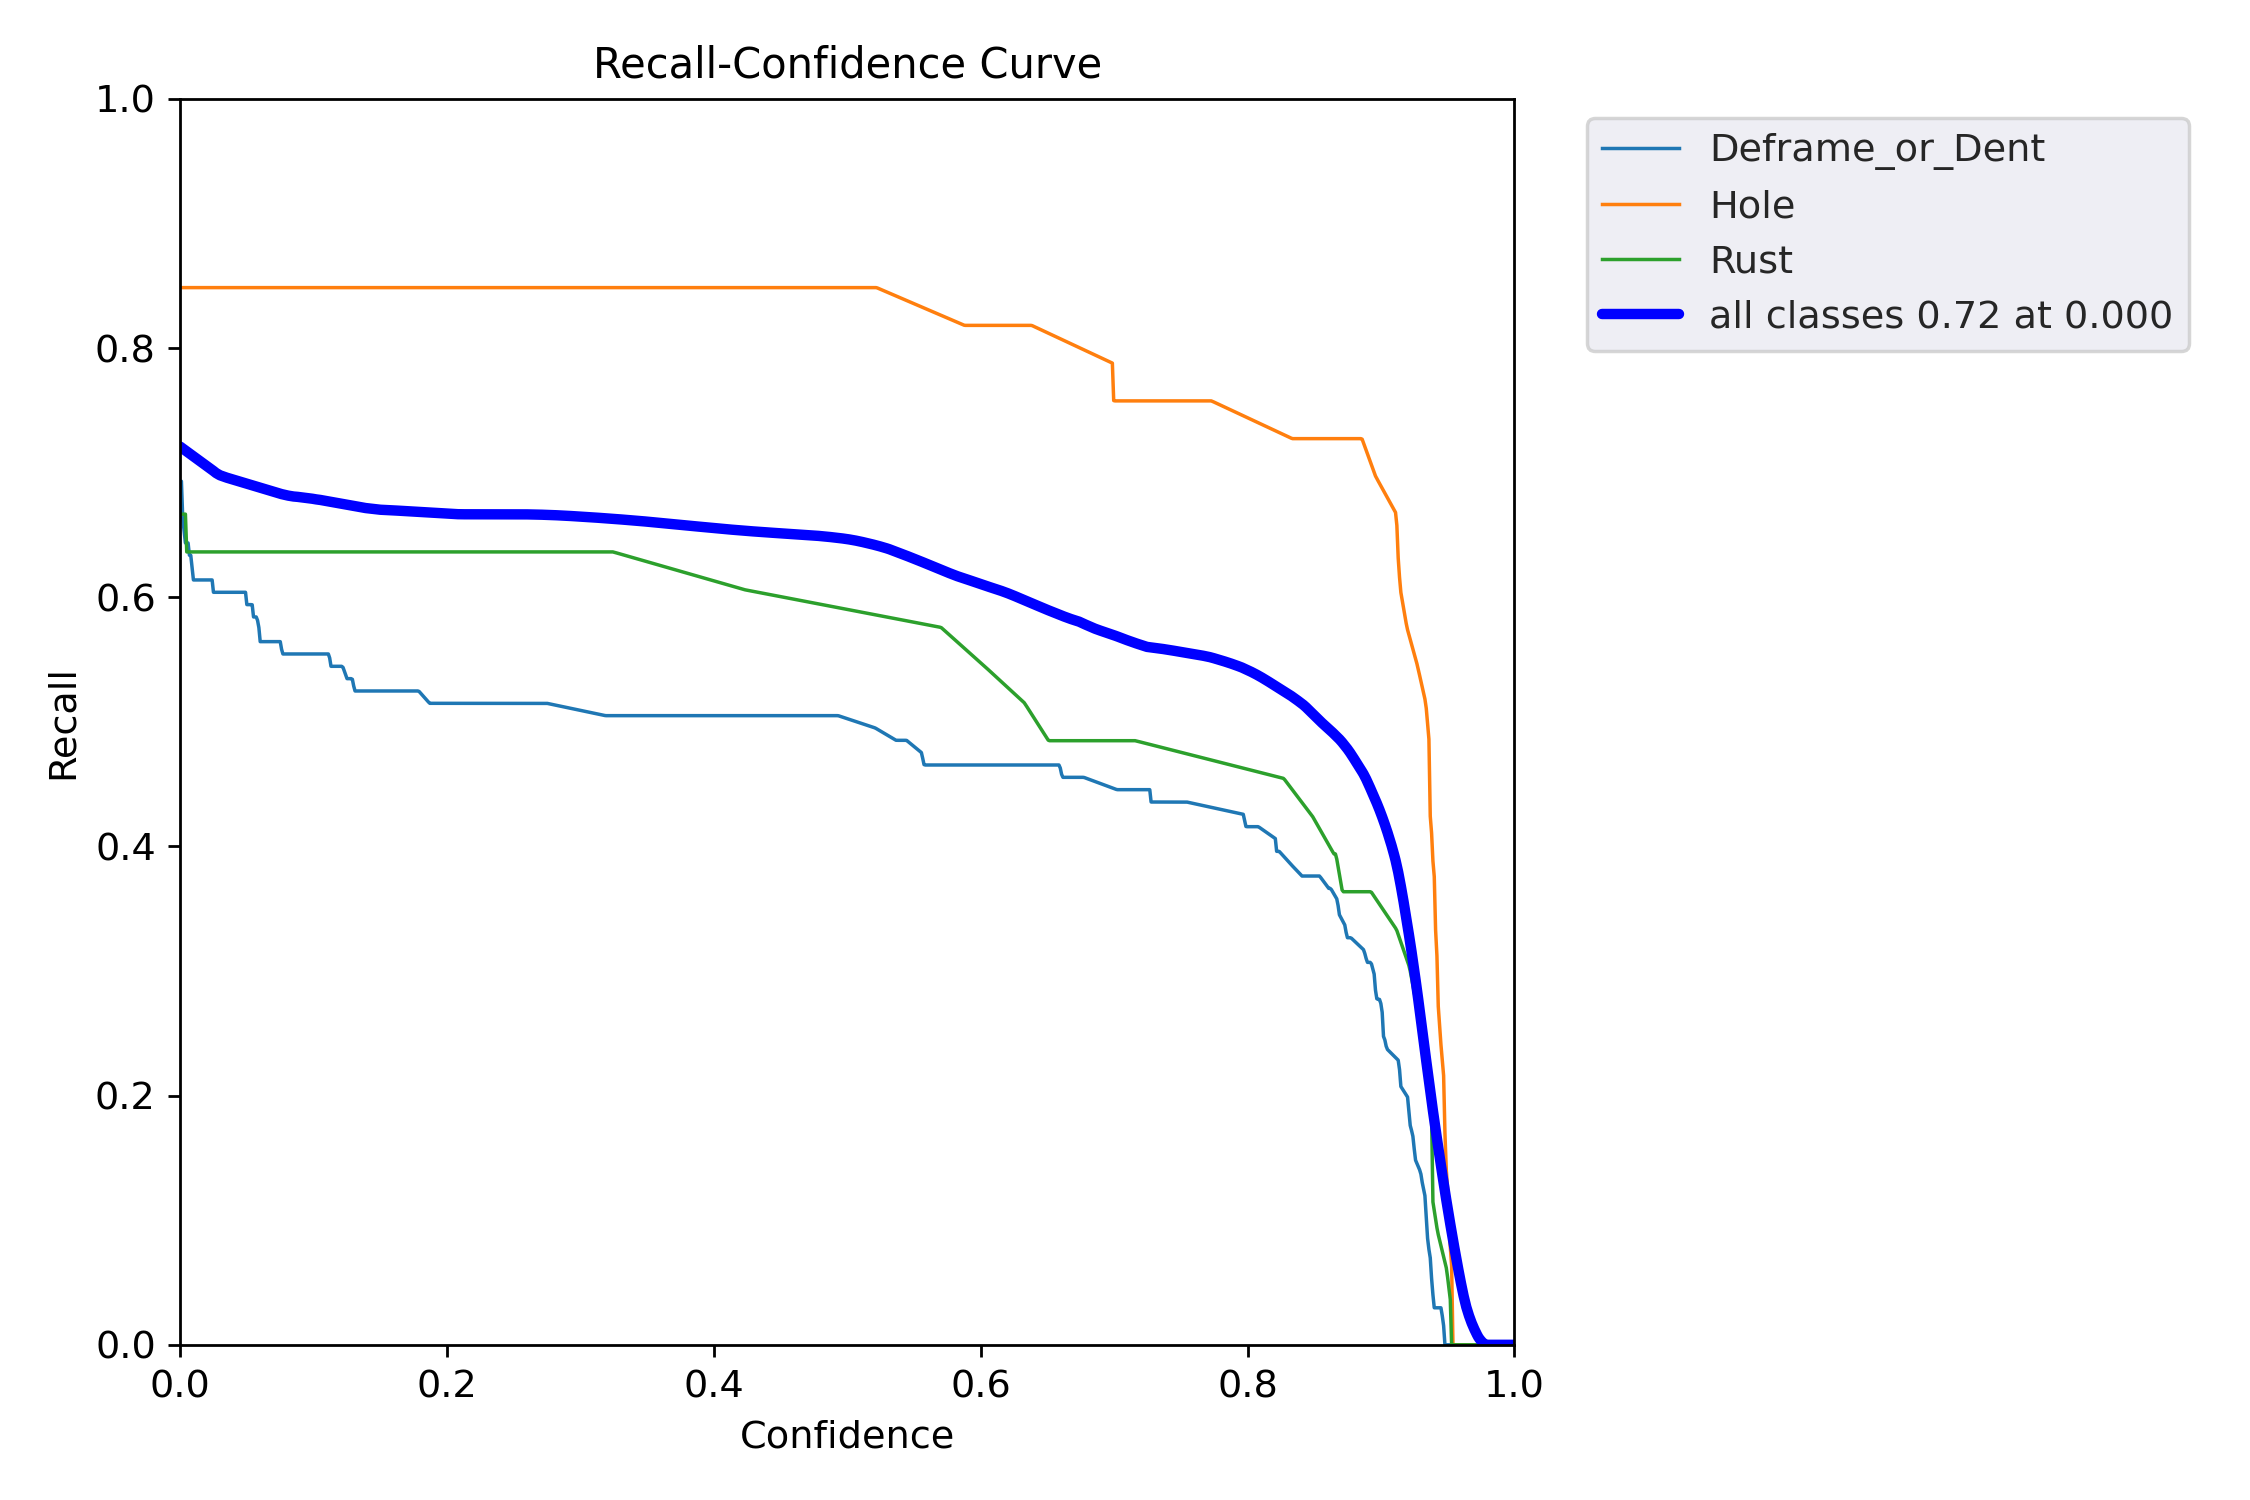 Recall-Confidence Curve
1.0
0.8
0.6
0.4
0.2
0.0
Recall
0.0 0.2 0.4 0.6 0.8 1.0
Confidence
Deframe_or_Dent
Hole
Rust
all classes 0.72 at 0.000